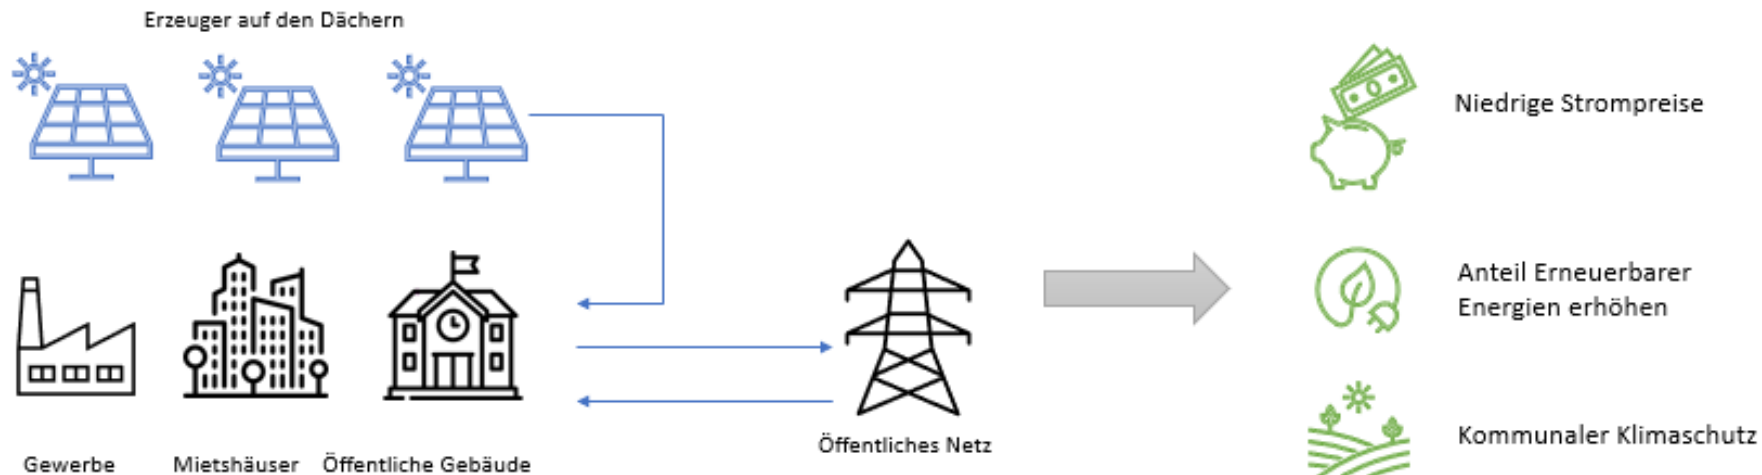 Erzeuger auf den Dächern
Niedrige Strompreise
Anteil Erneuerbarer
Energien erhöhen
Kommunaler Klimaschutz
Öffentliches Netz
Gewerbe
Mietshäuser
Öffentliche Gebäude